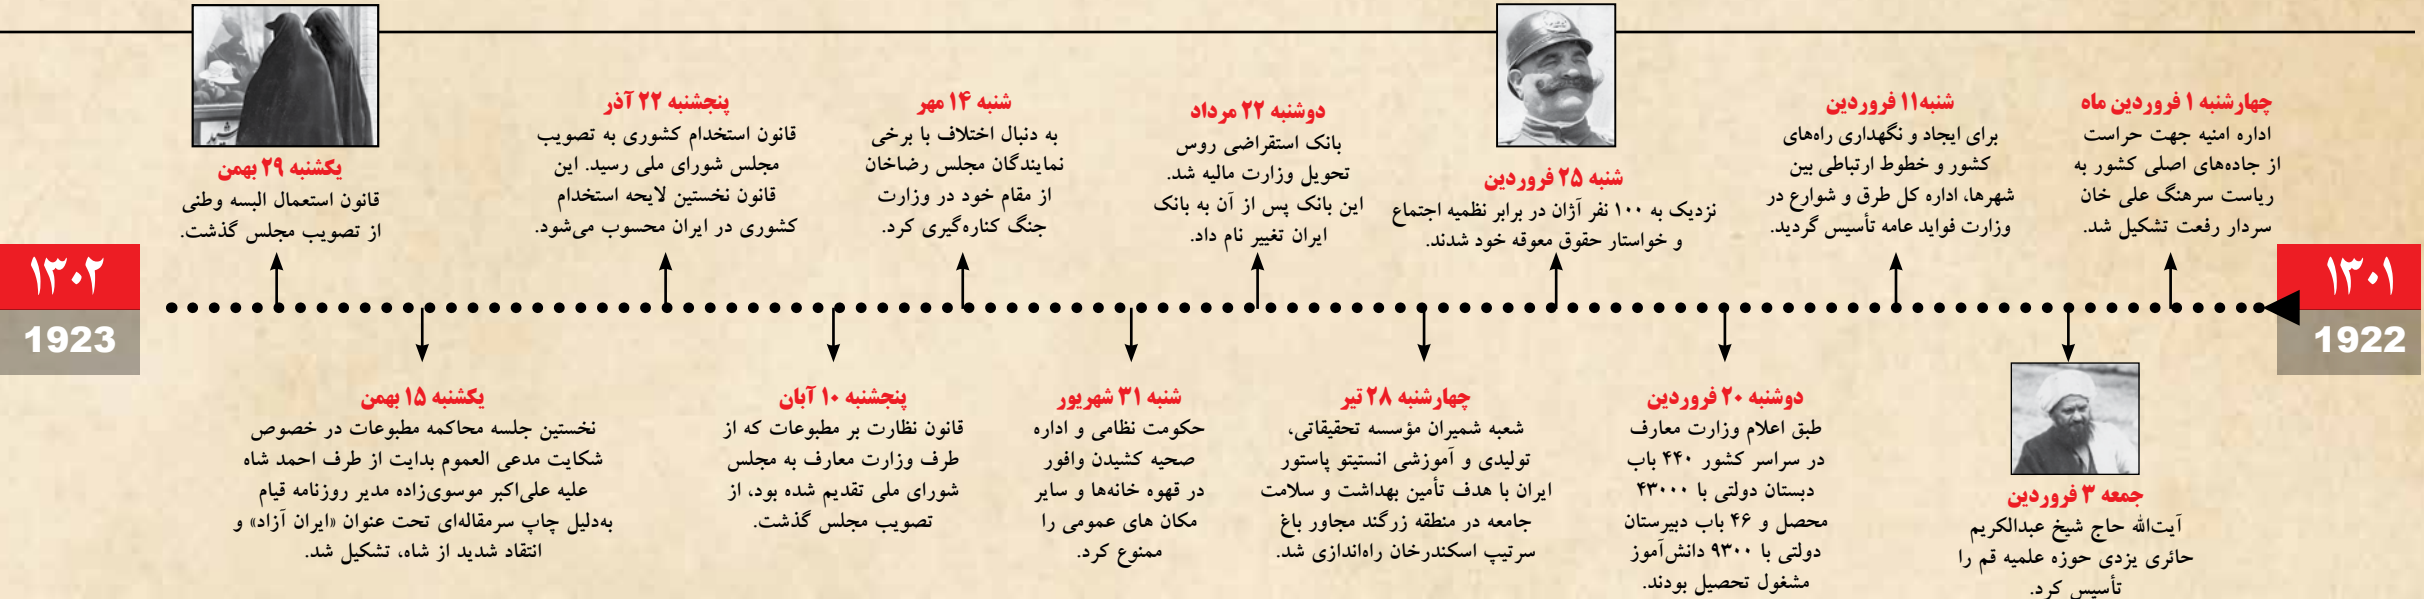 ۱۳۰۱
1922
چهارشنبه ۱ فروردین ماه
اداره امنیه جهت حراست
از جاده‌های اصلی کشور به
ریاست سرهنگ علی خان
سردار رفعت تشکیل شد.
جمعه ۳ فروردین
آیت‌الله حاج شیخ عبدالکریم
حائری یزدی حوزه علمیه قم را
تأسیس کرد.
شنبه۱۱ فروردین
برای ایجاد و نگهداری راه‌های
کشور و خطوط ارتباطی بین
شهرها، اداره کل طرق و شوارع در
وزارت فواید عامه تأسیس گردید.
دوشنبه ۲۰ فروردین
طبق اعلام وزارت معارف
در سراسر کشور ۴۴۰ باب
دبستان دولتی با ۴۳۰۰۰
محصل و ۴۶ باب دبیرستان
دولتی با ۹۳۰۰ دانش‌آموز
مشغول تحصیل بودند.
شنبه ۲۵ فروردین
نزدیک به ۱۰۰ نفر آژان در برابر نظمیه اجتماع
و خواستار حقوق معوقه خود شدند.
چهارشنبه ۲۸ تیر
شعبه شمیران مؤسسه تحقیقاتی،
تولیدی و آموزشی انستیتو پاستور
ایران با هدف تأمین بهداشت و سلامت
جامعه در منطقه زرگند مجاور باغ
سرتیپ اسکندرخان راه‌اندازی شد.
دوشنبه ۲۲ مرداد
بانک استقراضی روس
تحویل وزارت مالیه شد.
این بانک پس از آن به بانک
ایران تغییر نام داد.
شنبه ۳۱ شهریور
حکومت نظامی و اداره
صحیه کشیدن وافور
در قهوه خانه‌ها و سایر
مکان های عمومی را
ممنوع کرد.
شنبه ۱۴ مهر
به دنبال اختلاف با برخی
نمایندگان مجلس رضاخان
از مقام خود در وزارت
جنگ کناره‌گیری کرد.
پنجشنبه ۱۰ آبان
قانون نظارت بر مطبوعات که از
طرف وزارت معارف به مجلس
شورای ملی تقدیم شده بود، از
تصویب مجلس گذشت.
پنجشنبه ۲۲ آذر
قانون استخدام کشوری به تصویب
مجلس شورای ملی رسید. این
قانون نخستین لایحه استخدام
کشوری در ایران محسوب می‌شود.
یکشنبه ۱۵ بهمن
نخستین جلسه محاکمه مطبوعات در خصوص
شکایت مدعی العموم بدایت از طرف احمد شاه
علیه علی‌اکبر موسوی‌زاده مدیر روزنامه قیام
به‌دلیل چاپ سرمقاله‌ای تحت عنوان «ایران آزاد» و
انتقاد شدید از شاه، تشکیل شد.
یکشنبه ۲۹ بهمن
قانون استعمال البسه وطنی
از تصویب مجلس گذشت.
۱۳۰۲
1923